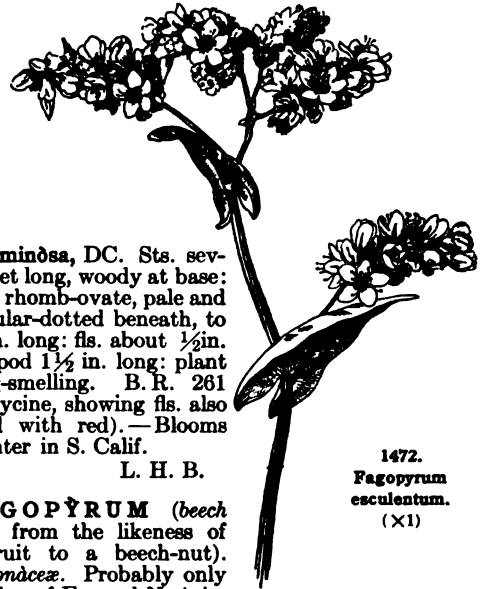 minòsa, DC. Sts. sev-
et long, woody at base:
rhomb-ovate, pale and
ular-dotted beneath, to
. long: fls. about ½in.
pod 1½ in. long: plant
-smelling. B. R. 261
ycine, showing fls. also
with red).—Blooms
ter in S. Calif.
L. H. B.
GOPỲRUM (beech
from the likeness of
ruit to a beech-nut).
nàceæ. Probably only
1472.
Fagopyrum
esculentum.
(×1)